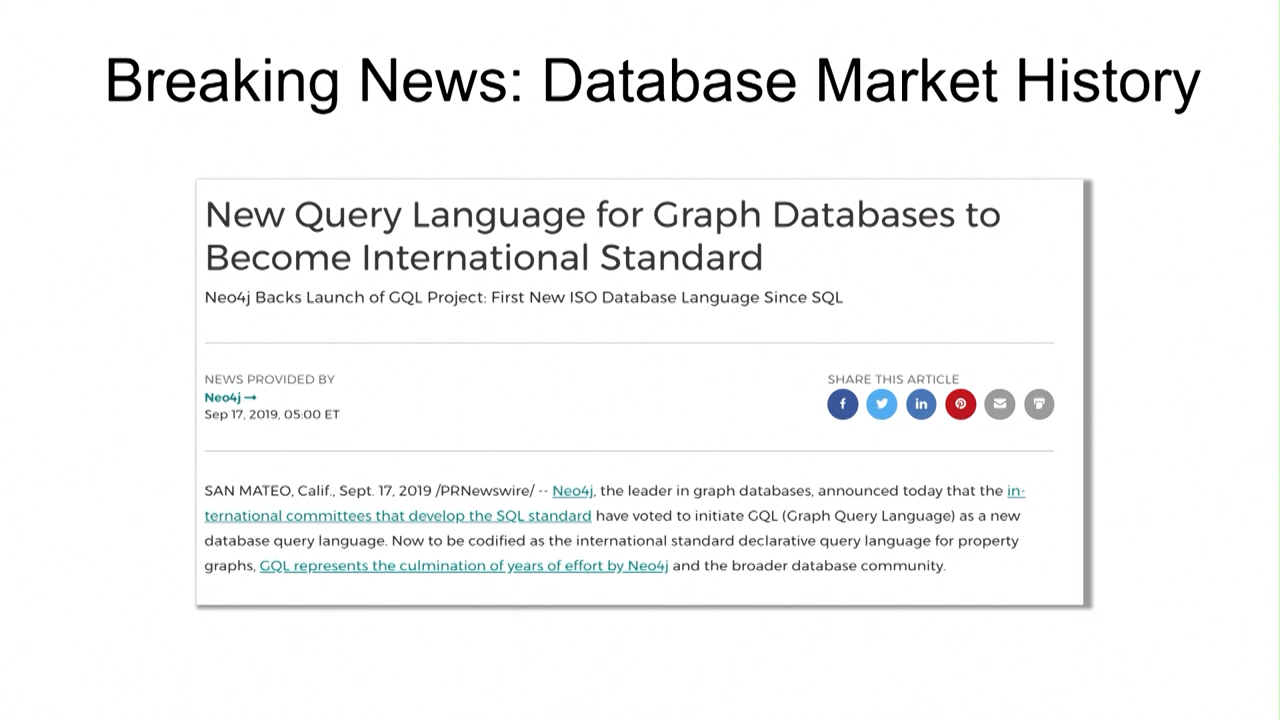 Breaking News: Database Market History
New Query Language for Graph Databases to
Become International Standard
Neo4j Backs Launch of GQL Project: First New ISO Database Language Since SQL
NEWS PROVIDED BY
Neo4j →
Sep 17, 2019, 05:00 ET
SHARE THIS ARTICLE
SAN MATEO, Calif., Sept. 17, 2019 /PRNewswire/ -- Neo4j, the leader in graph databases, announced today that the in-
ternational committees that develop the SQL standard have voted to initiate GQL (Graph Query Language) as a new
database query language. Now to be codified as the international standard declarative query language for property
graphs, GQL represents the culmination of years of effort by Neo4j and the broader database community.